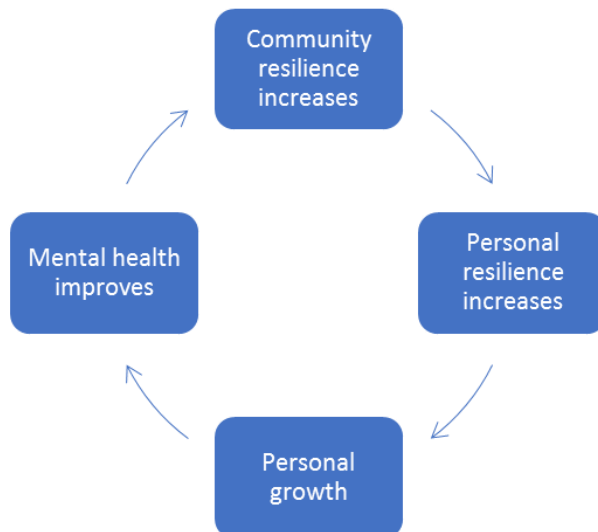 Community
resilience
increases
Personal
resilience
increases
Personal
growth
Mental health
improves